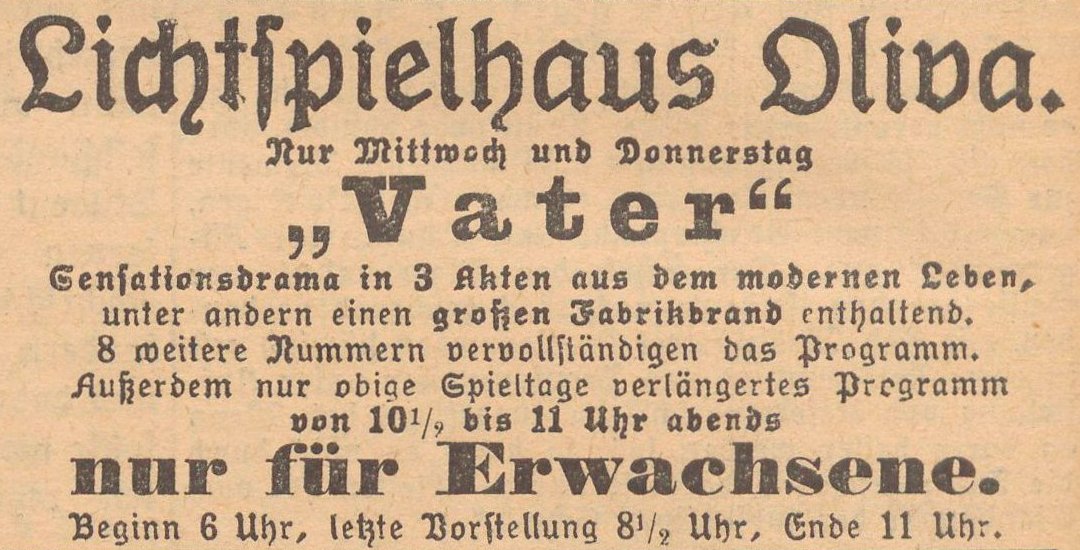 Lichtspielhaus Oliva.
Nur Mittwoch und Donnerstag
„Vater“
Sensationsdrama in 3 Akten aus dem modernen Leben,
unter andern einen großen Fabrikbrand enthaltend.
8 weitere Nummern vervollständigen das Programm.
Außerdem nur obige Spieltage verlängertes Programm
von 10½ bis 11 Uhr abends
nur für Erwachsene.
Beginn 6 Uhr, letzte Vorstellung 8½ Uhr, Ende 11 Uhr.